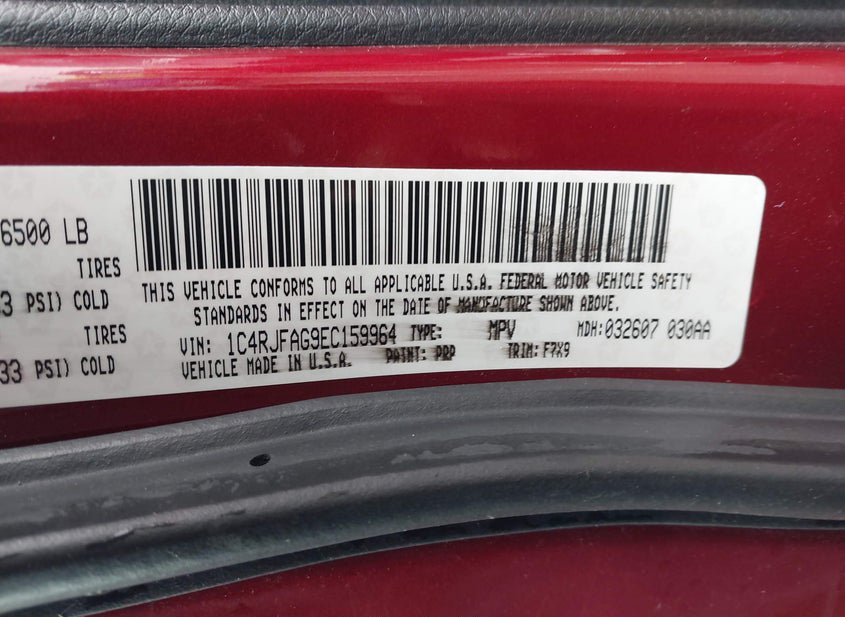 6500 LB
TIRES
3 PSI) COLD
TIRES
33 PSI) COLD
THIS VEHICLE CONFORMS TO ALL APPLICABLE U.S.A. FEDERAL MOTOR VEHICLE SAFETY
STANDARDS IN EFFECT ON THE DATE OF MANUFACTURE SHOWN ABOVE.
VIN: 1C4RJFAG9EC159964 TYPE: MPV MDH:032607 030AA
VEHICLE MADE IN U.S.A. PAINT: PRP TRIM: F7X9